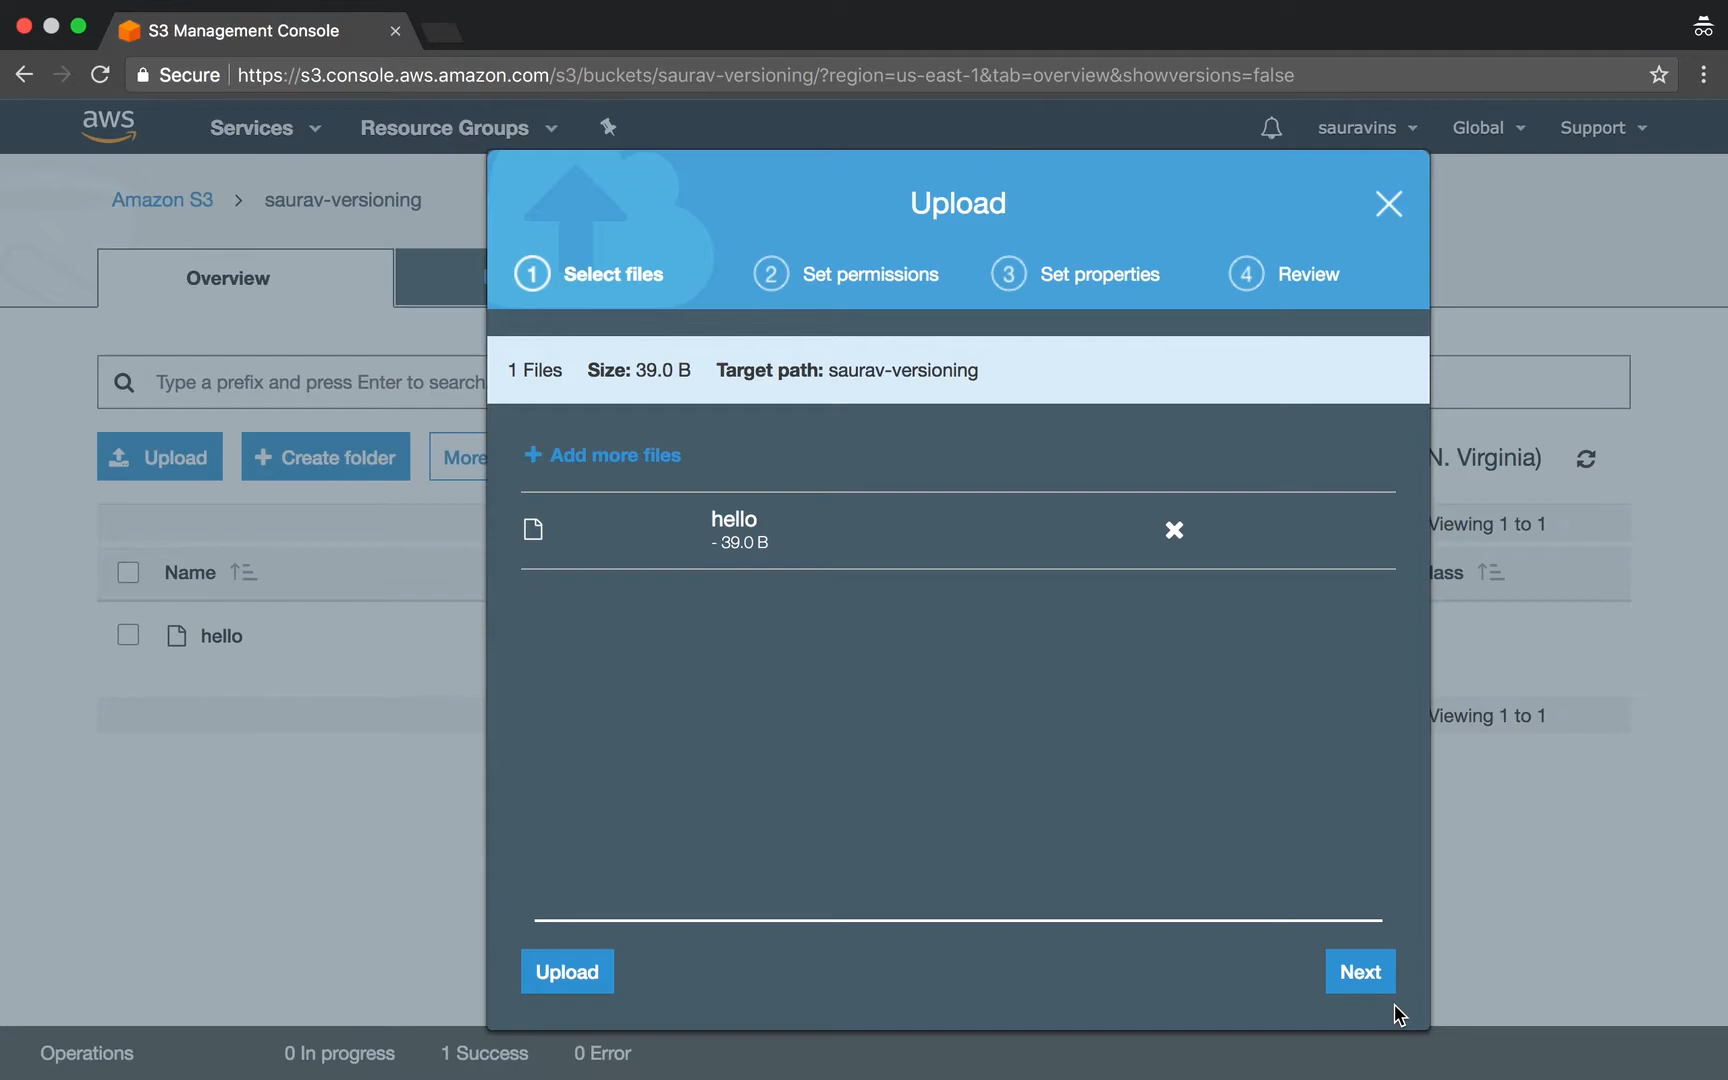 S3 Management Console
Secure https://s3.console.aws.amazon.com/s3/buckets/saurav-versioning/?region=us-east-1&tab=overview&showversions=false
aws Services Resource Groups sauravins Global Support
Amazon S3 > saurav-versioning
Upload
1 Select files 2 Set permissions 3 Set properties 4 Review
Overview
1 Files Size: 39.0 B Target path: saurav-versioning
Type a prefix and press Enter to search
Upload + Create folder More
+ Add more files
N. Virginia)
hello
- 39.0 B
Viewing 1 to 1
Name
lass
hello
Viewing 1 to 1
Upload Next
Operations 0 In progress 1 Success 0 Error